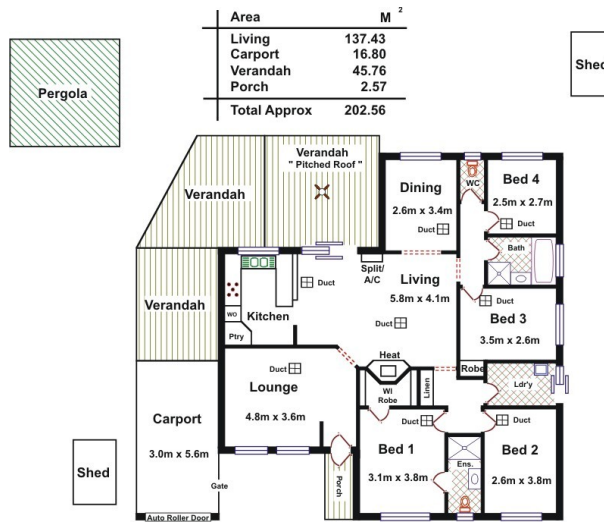 Area M 2
Living 137.43
Carport 16.80
Verandah 45.76
Porch 2.57
Total Approx 202.56
Pergola
Shed
Verandah
" Pitched Roof "
Verandah
Dining
2.6m x 3.4m
Duct
WC
Bed 4
2.5m x 2.7m
Duct
Bath
Verandah
Split/
A/C
Living
5.8m x 4.1m
Duct
Duct
Kitchen
WO
Ptry
Duct
Bed 3
3.5m x 2.6m
Heat
Robe
Ldr'y
Duct
Lounge
4.8m x 3.6m
WI
Robe
Linen
Carport
3.0m x 5.6m
Duct
Duct
Bed 1
3.1m x 3.8m
Ens.
Bed 2
2.6m x 3.8m
Shed
Gate
Porch
Auto Roller Door